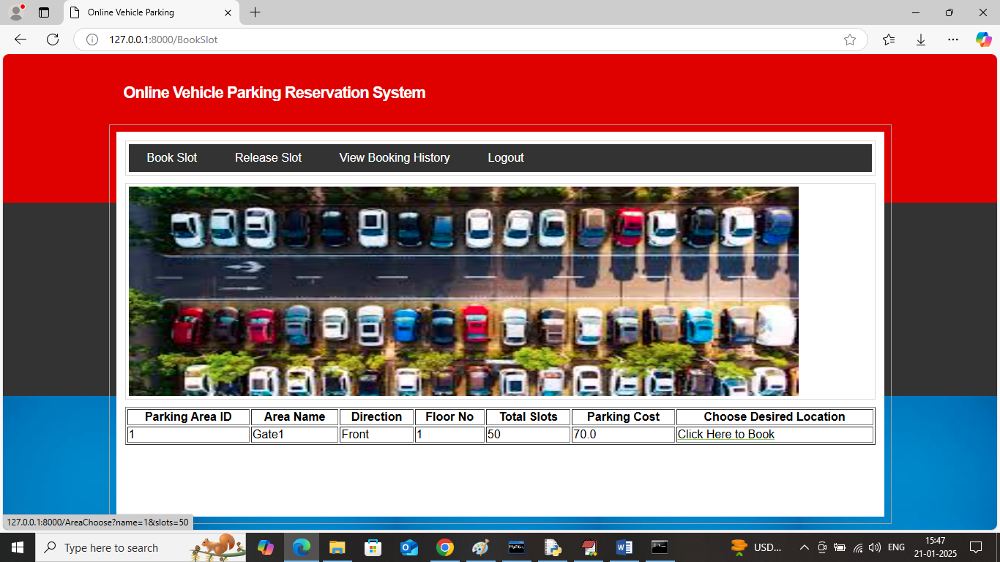 Online Vehicle Parking
127.0.0.1:8000/BookSlot
Online Vehicle Parking Reservation System
Book Slot Release Slot View Booking History Logout
Parking Area ID Area Name Direction Floor No Total Slots Parking Cost Choose Desired Location
1 Gate1 Front 1 50 70.0 Click Here to Book
127.0.0.1:8000/AreaChoose?name=1&slots=50
Type here to search
USD...
ENG
15:47
21-01-2025